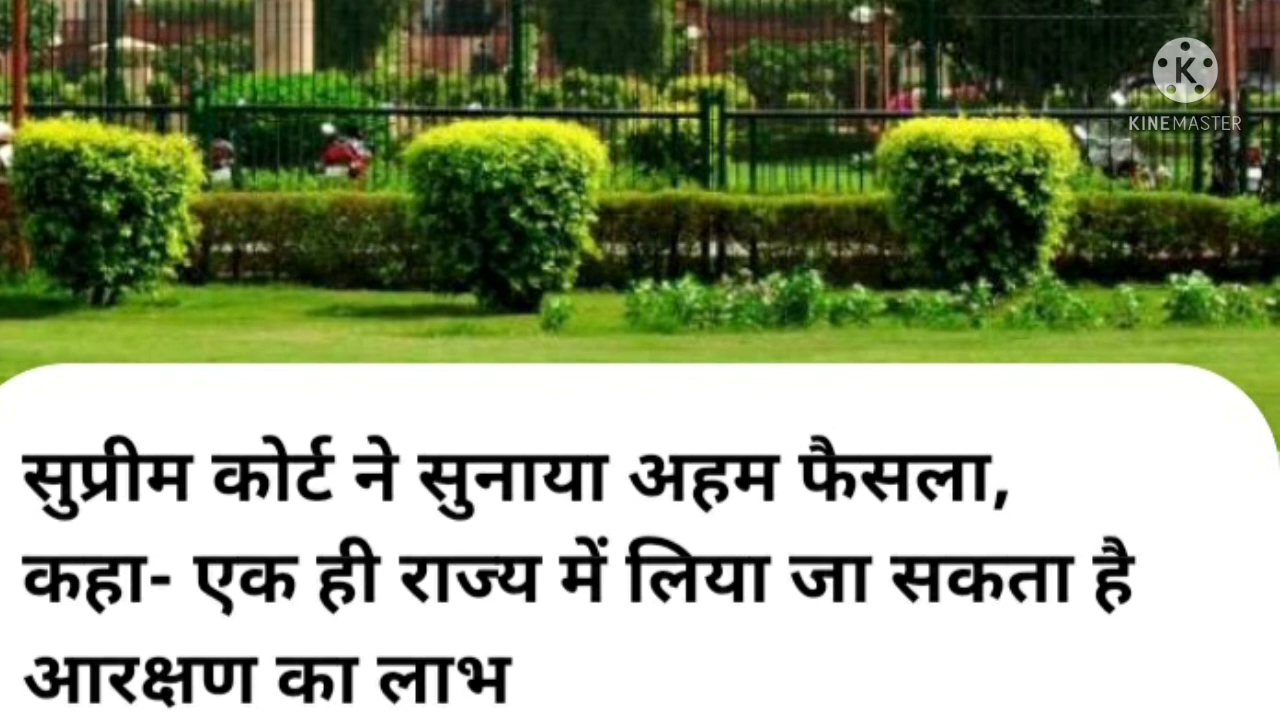 K
KINEMASTER
सुप्रीम कोर्ट ने सुनाया अहम फैसला,
कहा- एक ही राज्य में लिया जा सकता है
आरक्षण का लाभ